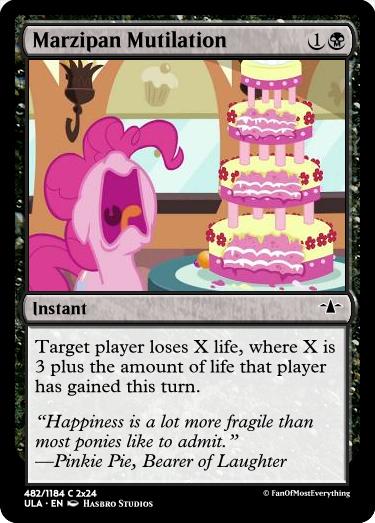 Marzipan Mutilation 1
Instant
Target player loses X life, where X is
3 plus the amount of life that player
has gained this turn.
“Happiness is a lot more fragile than
most ponies like to admit.”
—Pinkie Pie, Bearer of Laughter
482/1184 C 2x24
ULA • EN Hasbro Studios
© FanOfMostEverything